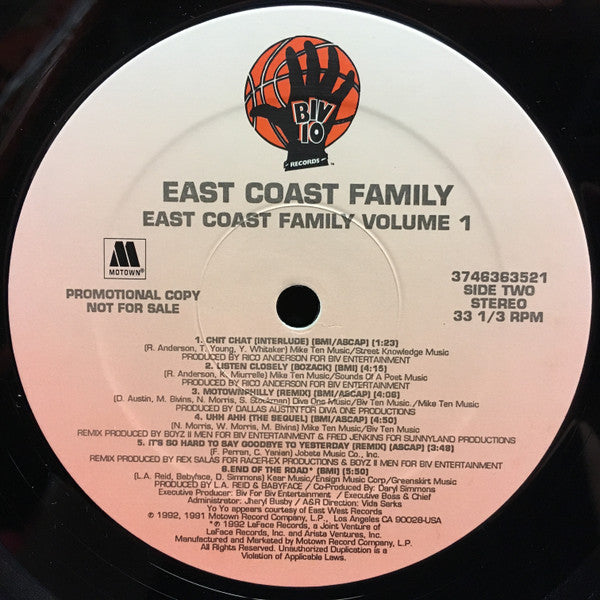 BIV
10
RECORDS
EAST COAST FAMILY
EAST COAST FAMILY VOLUME 1
MOTOWN®
PROMOTIONAL COPY
NOT FOR SALE
3746363521
SIDE TWO
STEREO
33 1/3 RPM
1. CHIT CHAT [INTERLUDE] [BMI/ASCAP] [1:23]
(R. Anderson, T. Young, Y. Whitaker) Mike Ten Music/Street Knowledge Music
PRODUCED BY RICO ANDERSON FOR BIV ENTERTAINMENT
2. LISTEN CLOSELY [BOZACK] [BMI] [4:15]
(R. Anderson, K. Miurrelle) Mike Ten Music/Sounds Of A Poet Music
PRODUCED BY RICO ANDERSON FOR BIV ENTERTAINMENT
3. MOTOWNPHILLY [REMIX] [BMI/ASCAP] [4:06]
(D. Austin, M. Bivins, N. Morris, S. Stockman) Diva One Music/Biv Ten Music /Mike Ten Music
PRODUCED BY DALLAS AUSTIN FOR DIVA ONE PRODUCTIONS
4. UHH AHH [THE SEQUEL] [BMI/ASCAP] [4:50]
(N. Morris, W. Morris, M. Bivins) Mike Ten Music/Biv Ten Music
REMIX PRODUCED BY BOYZ II MEN FOR BIV ENTERTAINMENT & FRED JENKINS FOR SUNNYLAND PRODUCTIONS
5. IT'S SO HARD TO SAY GOODBYE TO YESTERDAY [REMIX] [ASCAP] [3:48]
(F. Perran, C. Yanian) Jobete Music Co., Inc.
REMIX PRODUCED BY REX SALAS FOR RACER-EX PRODUCTIONS & BOYZ II MEN FOR BIV ENTERTAINMENT
6.END OF THE ROAD* [BMI] [5:50]
(L.A. Reid, Babyface, D. Simmons) Kear Music/Ensign Music Corp/Greenskirt Music
PRODUCED BY L.A. REID & BABYFACE / Co-Produced By: Daryl Simmons
Executive Producer: Biv For Biv Entertainment / Executive Boss & Chief
Administrator: Jheryl Busby / A&R Direction: Vida Sparks
Yo Yo appears courtesy of East West Records
℗ 1992, 1991 Motown Record Company, L.P., Los Angeles CA 90028-USA
*℗ 1992 LaFace Records, a Joint Venture of
LaFace Records, Inc. and Arista Ventures, Inc.
Manufactured and Marketed by Motown Record Company, L.P.
All Rights Reserved. Unauthorized Duplication is a
Violation of Applicable Laws.